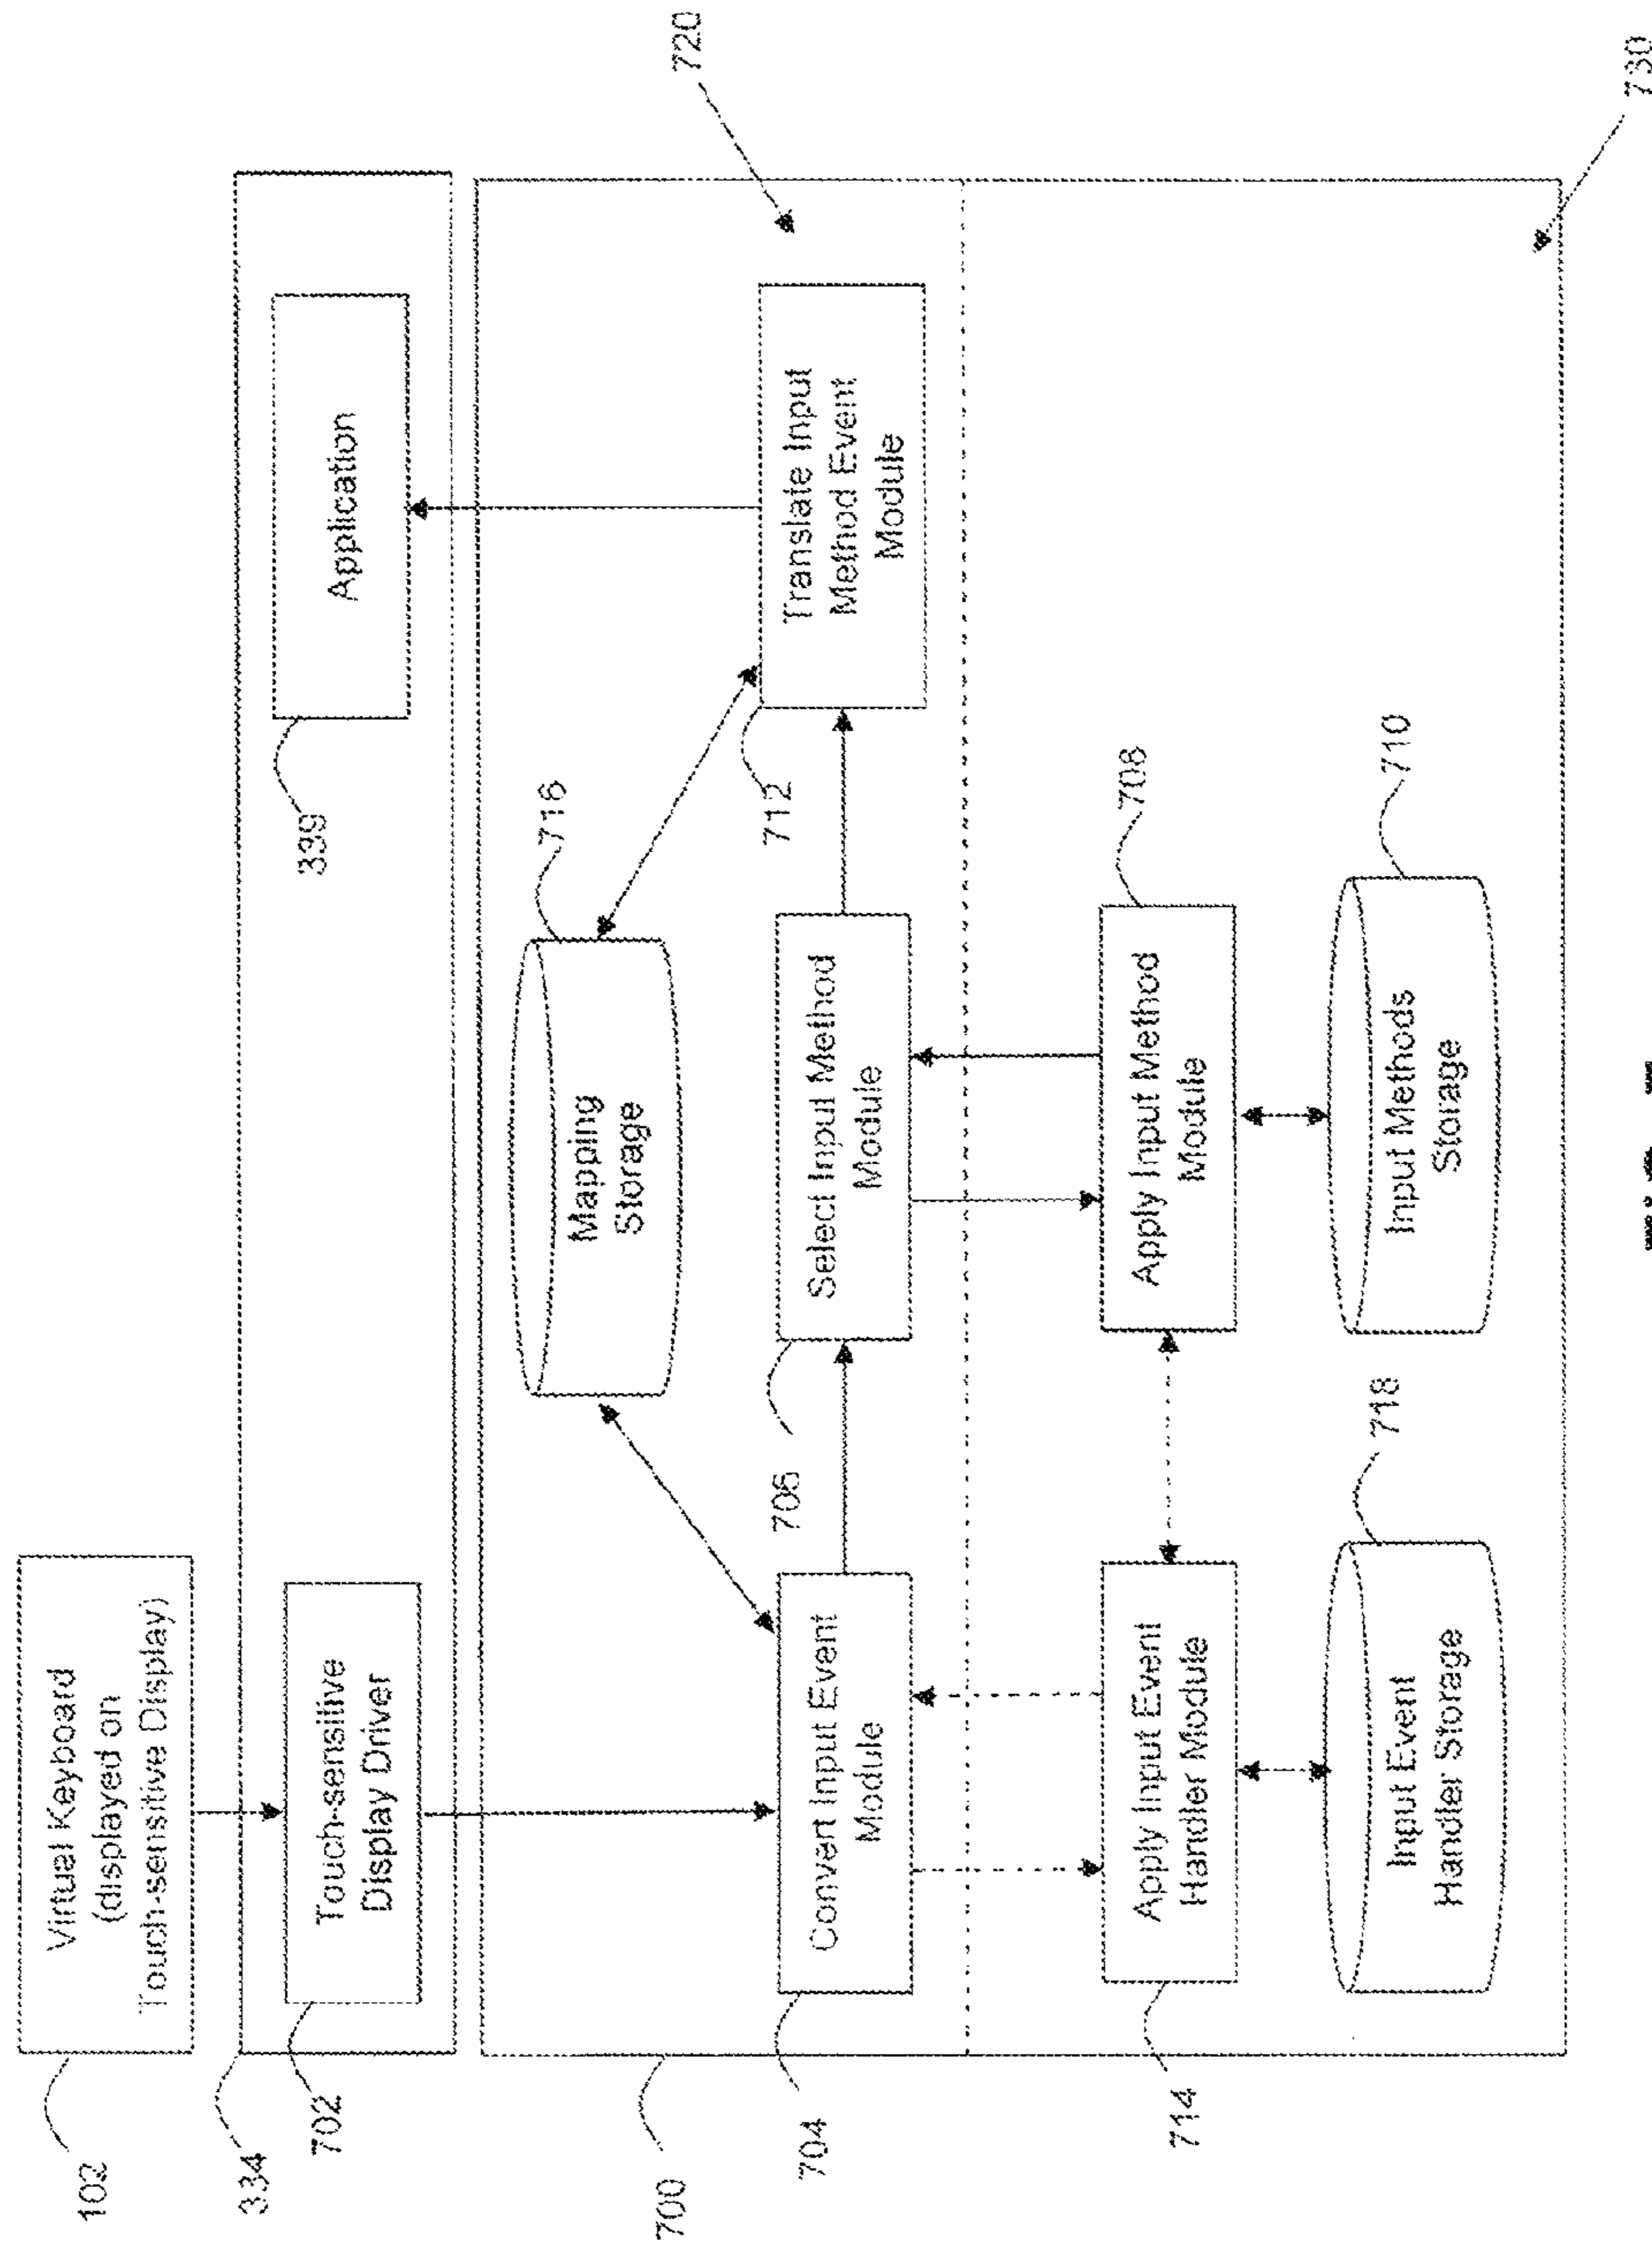 102
Virtual Keyboard
(displayed on
Touch-sensitive Display)
334
702
Touch-sensitive
Display Driver
339
Application
700
716
Mapping
Storage
720
704
Convert Input Event
Module
706
Select Input Method
Module
712
Translate Input
Method Event
Module
714
Apply Input Event
Handler Module
708
Apply Input Method
Module
718
Input Event
Handler Storage
710
Input Methods
Storage
730